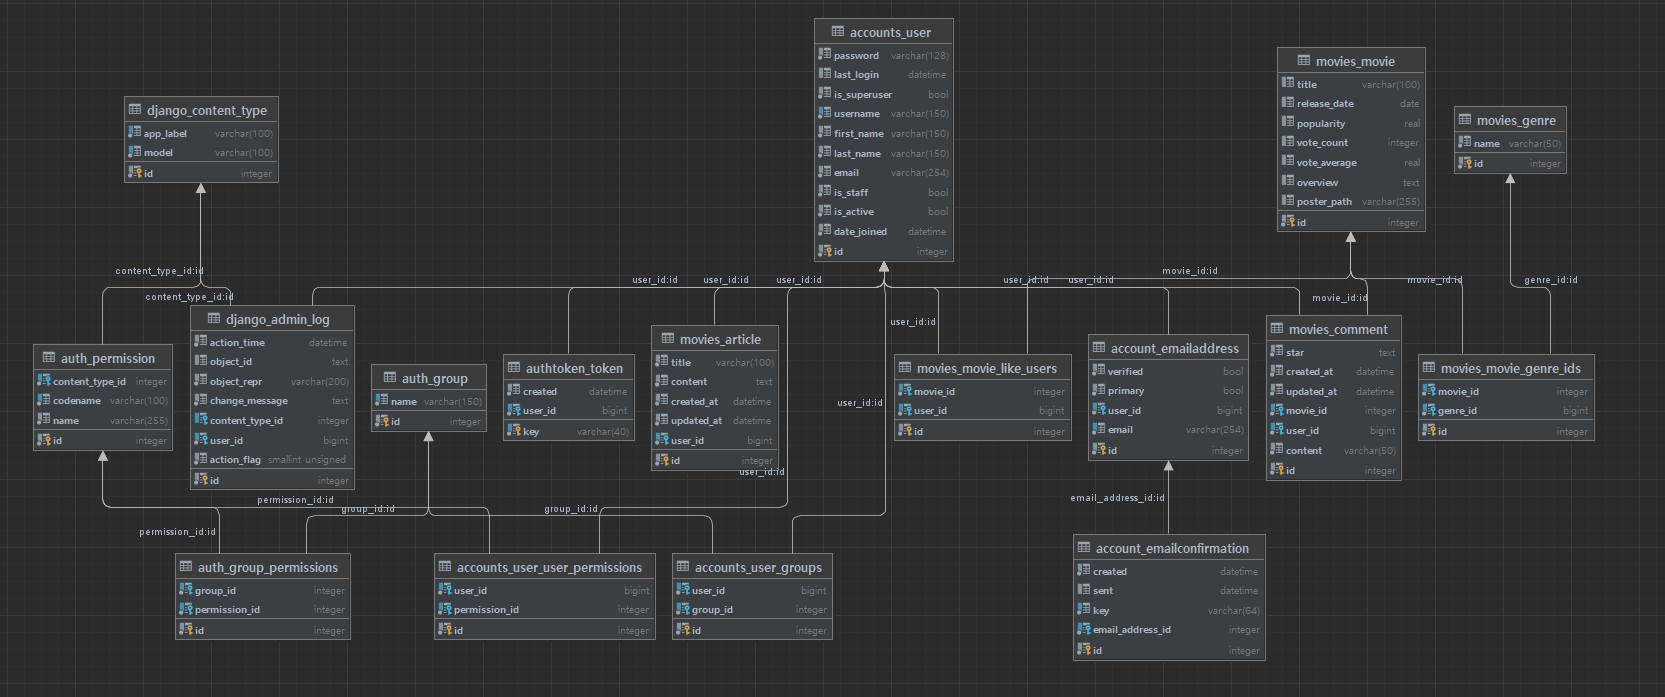 accounts_user
password varchar(128)
last_login datetime
is_superuser bool
username varchar(150)
first_name varchar(150)
last_name varchar(150)
email varchar(254)
is_staff bool
is_active bool
date_joined datetime
id integer
movies_movie
title varchar(100)
release_date date
popularity real
vote_count integer
vote_average real
overview text
poster_path varchar(255)
id integer
django_content_type
app_label varchar(100)
model varchar(100)
id integer
movies_genre
name varchar(50)
id integer
content_type_id:id
content_type_id:id
user_id:id
user_id:id
user_id:id
user_id:id
user_id:id
movie_id:id
movie_id:id
genre_id:id
movie_id:id
user_id:id
user_id:id
django_admin_log
action_time datetime
object_id text
object_repr varchar(200)
change_message text
content_type_id integer
user_id bigint
action_flag smallint unsigned
id integer
auth_permission
content_type_id integer
codename varchar(100)
name varchar(255)
id integer
auth_group
name varchar(150)
id integer
authtoken_token
created datetime
user_id bigint
key varchar(40)
movies_article
title varchar(100)
content text
created_at datetime
updated_at datetime
user_id bigint
id integer
user_id:id
movies_movie_like_users
movie_id integer
user_id bigint
id integer
account_emailaddress
verified bool
primary bool
user_id bigint
email varchar(254)
id integer
movies_comment
star text
created_at datetime
updated_at datetime
movie_id integer
user_id bigint
content varchar(50)
id integer
movies_movie_genre_ids
movie_id integer
genre_id bigint
id integer
permission_id:id
group_id:id
group_id:id
permission_id:id
email_address_id:id
auth_group_permissions
group_id integer
permission_id integer
id integer
accounts_user_user_permissions
user_id bigint
permission_id integer
id integer
accounts_user_groups
user_id bigint
group_id integer
id integer
account_emailconfirmation
created datetime
sent datetime
key varchar(64)
email_address_id integer
id integer